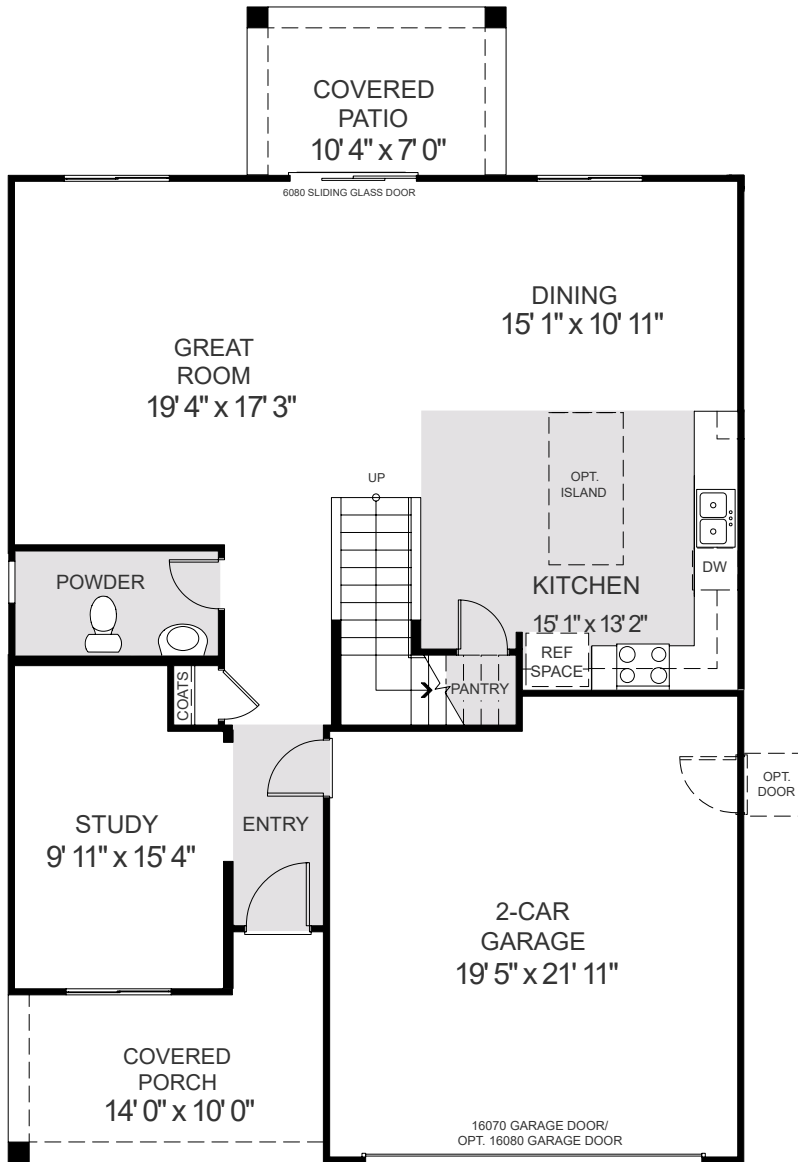 COVERED
PATIO
10' 4" x 7' 0"
6080 SLIDING GLASS DOOR
DINING
15' 1" x 10' 11"
GREAT
ROOM
19' 4" x 17' 3"
UP
OPT.
ISLAND
DW
KITCHEN
15' 1" x 13' 2"
POWDER
REF
SPACE
PANTRY
COATS
OPT.
DOOR
STUDY
9' 11" x 15' 4"
ENTRY
2-CAR
GARAGE
19' 5" x 21' 11"
COVERED
PORCH
14' 0" x 10' 0"
16070 GARAGE DOOR/
OPT. 16080 GARAGE DOOR